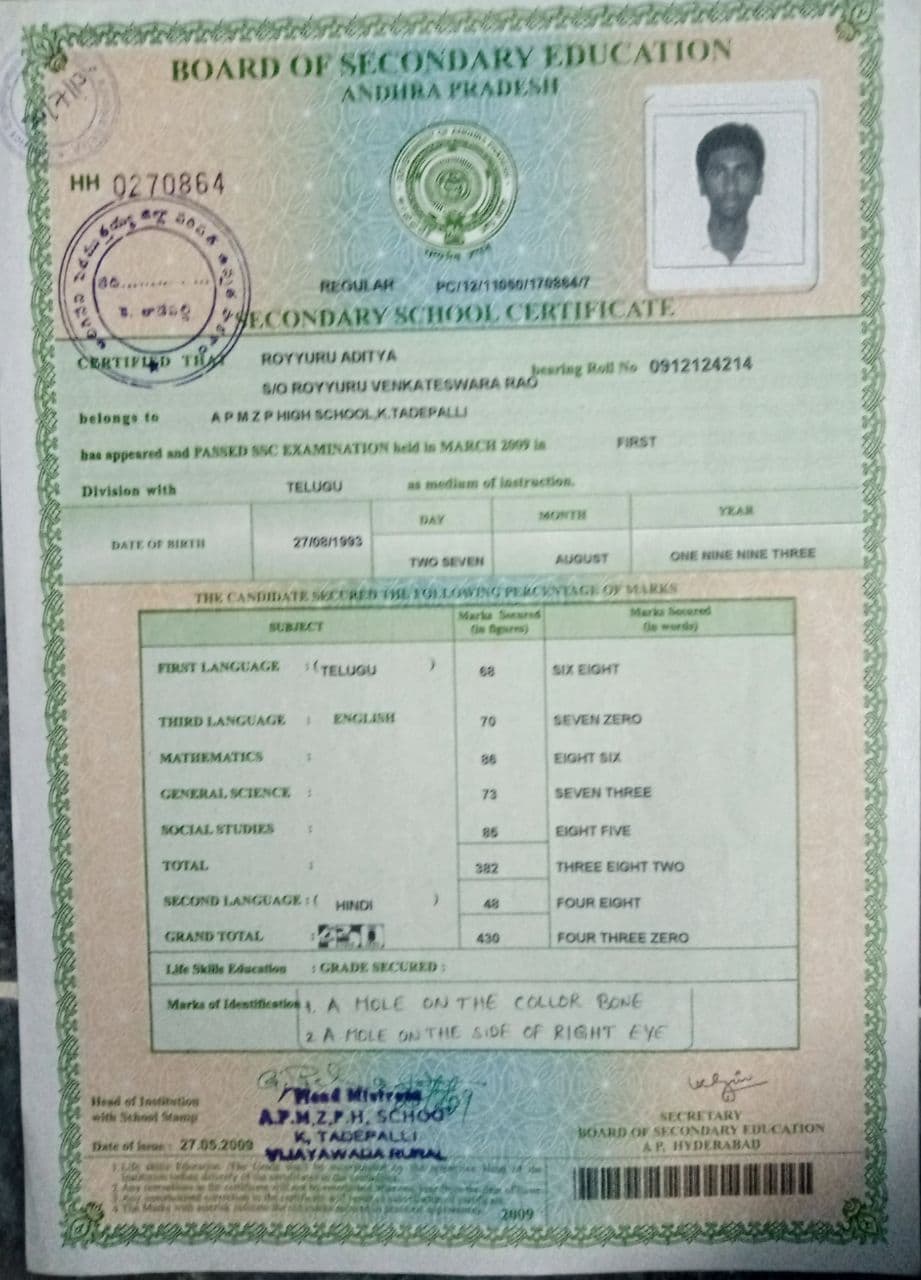 BOARD OF SECONDARY EDUCATION
ANDHRA PRADESH
HH 0270864
REGULAR PC/12/11060/170864/7
SECONDARY SCHOOL CERTIFICATE
CERTIFIED THAT ROYYURU ADITYA
S/O ROYYURU VENKATESWARA RAO bearing Roll No 0912124214
belongs to A P M Z P HIGH SCHOOL,K.TADEPALLI
has appeared and PASSED SSC EXAMINATION held in MARCH 2009 in FIRST
Division with TELUGU as medium of instruction.
DAY MONTH YEAR
DATE OF BIRTH 27/08/1993 TWO SEVEN AUGUST ONE NINE NINE THREE
THE CANDIDATE SECURED THE FOLLOWING PERCENTAGE OF MARKS
SUBJECT Marks Secured (in figures) Marks Secured (in words)
FIRST LANGUAGE : ( TELUGU ) 68 SIX EIGHT
THIRD LANGUAGE : ENGLISH 70 SEVEN ZERO
MATHEMATICS : 86 EIGHT SIX
GENERAL SCIENCE : 73 SEVEN THREE
SOCIAL STUDIES : 85 EIGHT FIVE
TOTAL : 382 THREE EIGHT TWO
SECOND LANGUAGE : ( HINDI ) 48 FOUR EIGHT
GRAND TOTAL : 430 FOUR THREE ZERO
Life Skills Education : GRADE SECURED :
Marks of Identification 1. A MOLE ON THE COLLOR BONE
2. A MOLE ON THE SIDE OF RIGHT EYE
Head of Institution
with School Stamp
Head Mistress
A.P.M.Z.P.H. SCHOO
K. TADEPALLI
VIJAYAWADA RURAL
Date of Issue : 27.05.2009
SECRETARY
BOARD OF SECONDARY EDUCATION
A P, HYDERABAD
2009